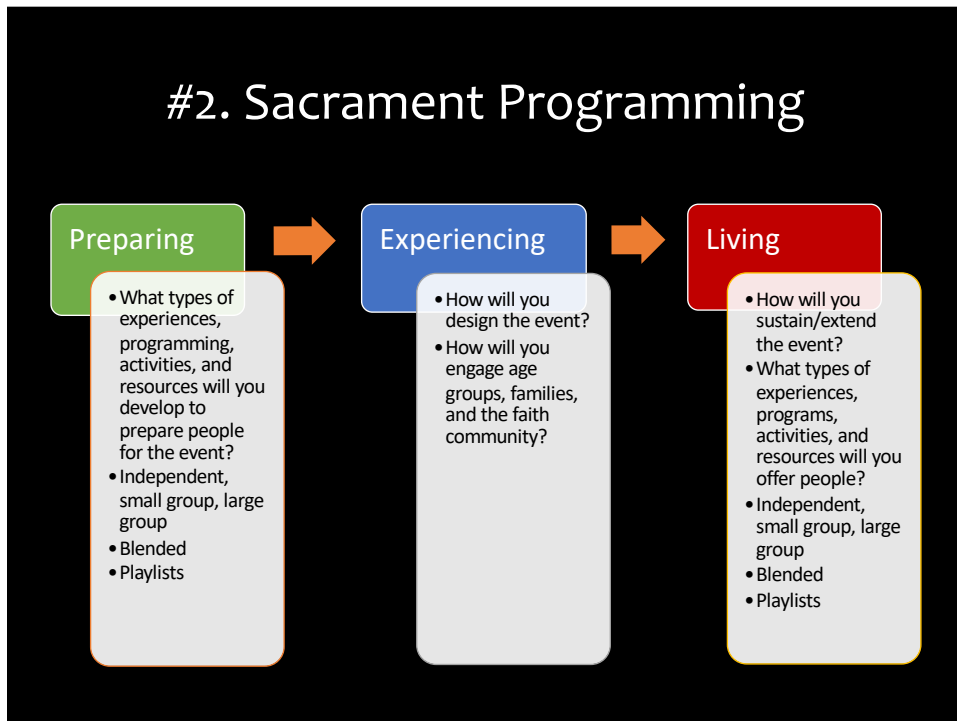 #2. Sacrament Programming
Preparing
•What types of
experiences,
programming,
activities, and
resources will you
develop to
prepare people
for the event?
•Independent,
small group, large
group
•Blended
•Playlists
Experiencing
•How will you
design the event?
•How will you
engage age
groups, families,
and the faith
community?
Living
•How will you
sustain/extend
the event?
•What types of
experiences,
programs,
activities, and
resources will you
offer people?
•Independent,
small group, large
group
•Blended
•Playlists